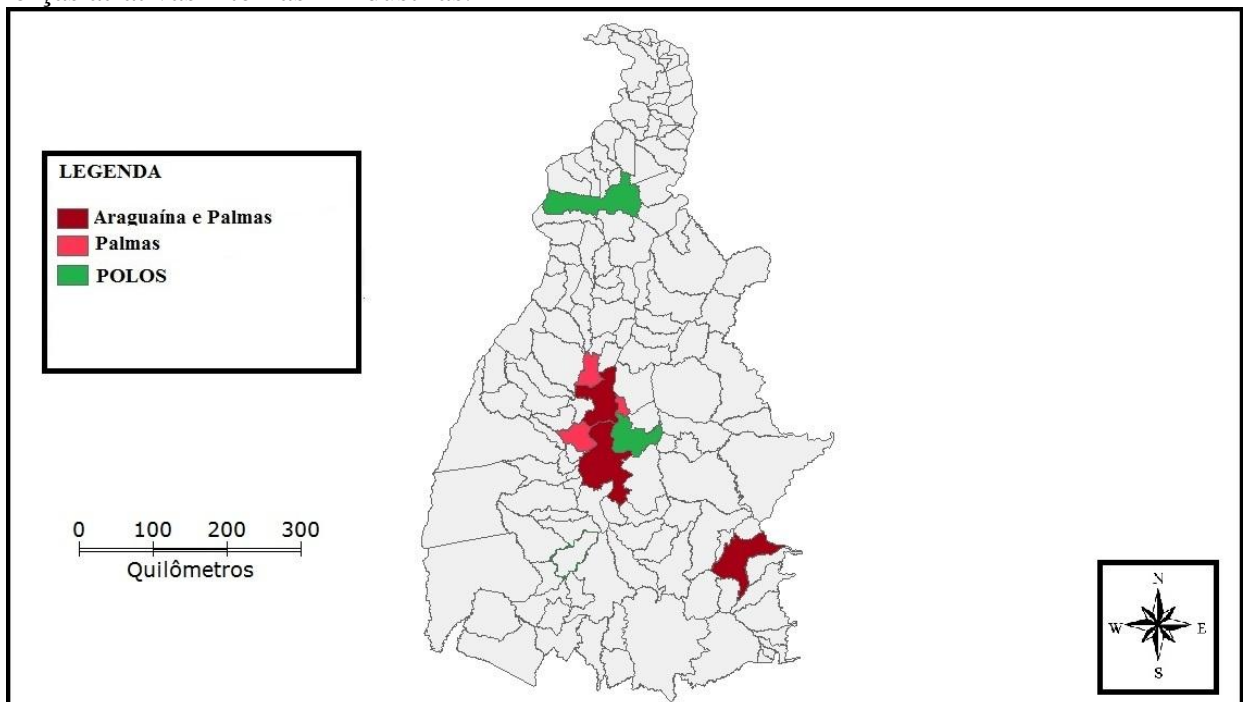 LEGENDA
Araguaína e Palmas
Palmas
POLOS
0 100 200 300
Quilômetros
N
W E
S